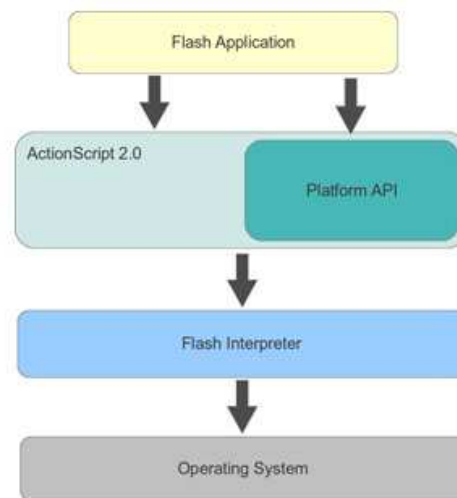 Flash Application
ActionScript 2.0
Platform API
Flash Interpreter
Operating System